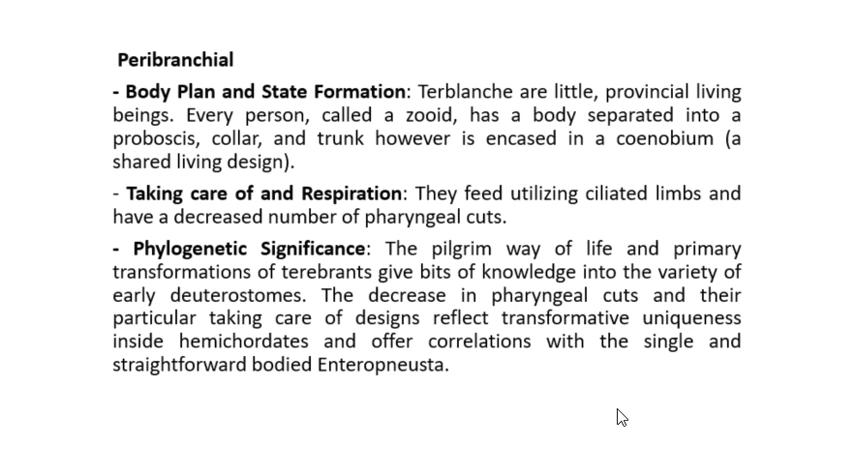 Peribranchial
- Body Plan and State Formation: Terblanche are little, provincial living
beings. Every person, called a zooid, has a body separated into a
proboscis, collar, and trunk however is encased in a coenobium (a
shared living design).
- Taking care of and Respiration: They feed utilizing ciliated limbs and
have a decreased number of pharyngeal cuts.
- Phylogenetic Significance: The pilgrim way of life and primary
transformations of terebrants give bits of knowledge into the variety of
early deuterostomes. The decrease in pharyngeal cuts and their
particular taking care of designs reflect transformative uniqueness
inside hemichordates and offer correlations with the single and
straightforward bodied Enteropneusta.